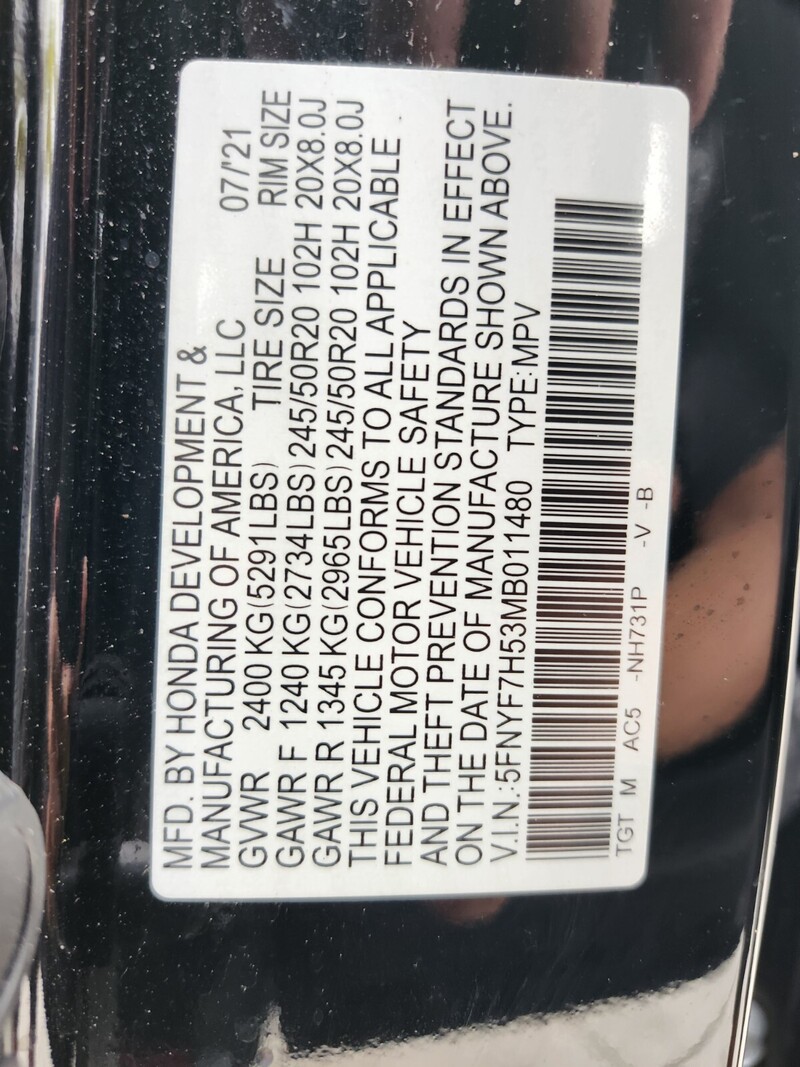 MFD. BY HONDA DEVELOPMENT &
MANUFACTURING OF AMERICA, LLC 07/'21
GVWR 2400 KG(5291LBS) TIRE SIZE RIM SIZE
GAWR F 1240 KG(2734LBS)245/50R20 102H 20X8.0J
GAWR R 1345 KG(2965LBS)245/50R20 102H 20X8.0J
THIS VEHICLE CONFORMS TO ALL APPLICABLE
FEDERAL MOTOR VEHICLE SAFETY
AND THEFT PREVENTION STANDARDS IN EFFECT
ON THE DATE OF MANUFACTURE SHOWN ABOVE.
V.I.N.:5FNYF7H53MB011480 TYPE:MPV
TGT M AC5 -NH731P -V -B